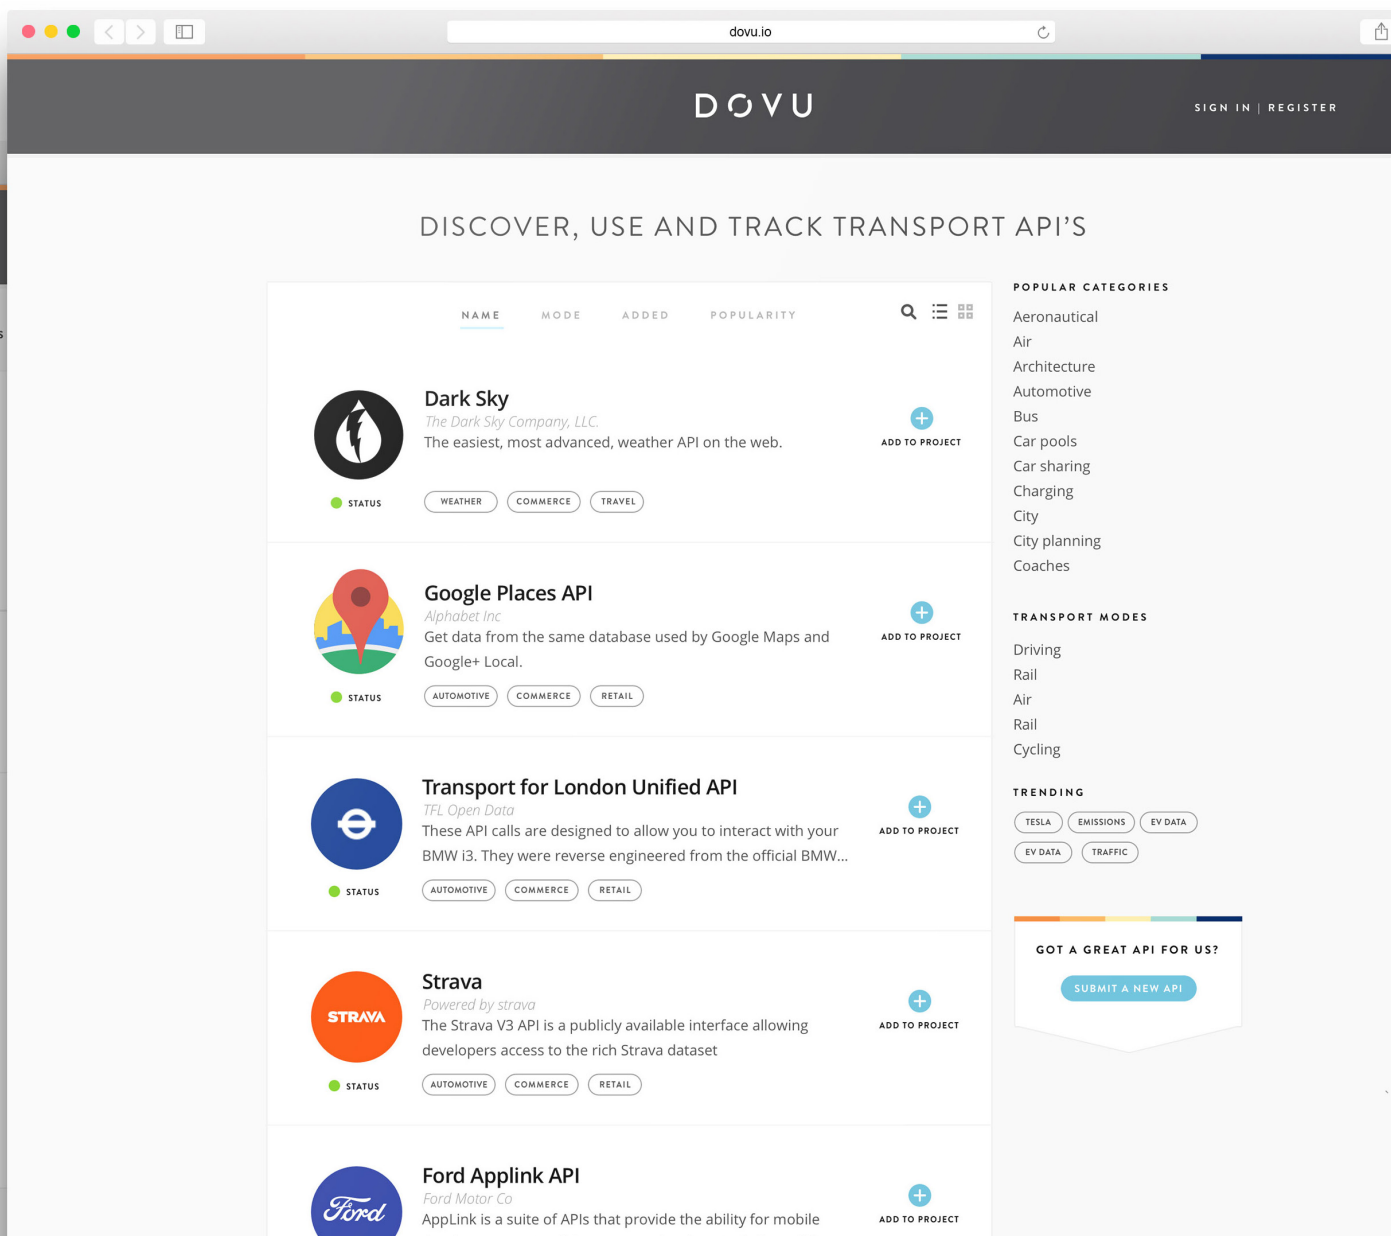 dovu.io
DOVU
SIGN IN | REGISTER
DISCOVER, USE AND TRACK TRANSPORT API'S
NAME MODE ADDED POPULARITY
Dark Sky
The Dark Sky Company, LLC.
The easiest, most advanced, weather API on the web.
ADD TO PROJECT
STATUS
WEATHER COMMERCE TRAVEL
Google Places API
Alphabet Inc
Get data from the same database used by Google Maps and
Google+ Local.
ADD TO PROJECT
STATUS
AUTOMOTIVE COMMERCE RETAIL
Transport for London Unified API
TFL Open Data
These API calls are designed to allow you to interact with your
BMW i3. They were reverse engineered from the official BMW...
ADD TO PROJECT
STATUS
AUTOMOTIVE COMMERCE RETAIL
STRAVA
Strava
Powered by strava
The Strava V3 API is a publicly available interface allowing
developers access to the rich Strava dataset
ADD TO PROJECT
STATUS
AUTOMOTIVE COMMERCE RETAIL
Ford
Ford Applink API
Ford Motor Co
AppLink is a suite of APIs that provide the ability for mobile
ADD TO PROJECT
POPULAR CATEGORIES
Aeronautical
Air
Architecture
Automotive
Bus
Car pools
Car sharing
Charging
City
City planning
Coaches
TRANSPORT MODES
Driving
Rail
Air
Rail
Cycling
TRENDING
TESLA EMISSIONS EV DATA
EV DATA TRAFFIC
GOT A GREAT API FOR US?
SUBMIT A NEW API